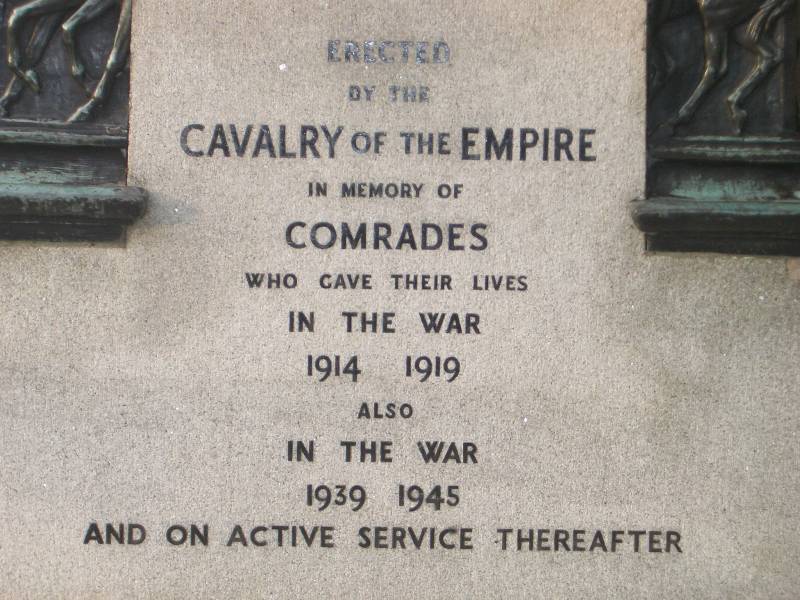 ERECTED
BY THE
CAVALRY OF THE EMPIRE
IN MEMORY OF
COMRADES
WHO GAVE THEIR LIVES
IN THE WAR
1914 1919
ALSO
IN THE WAR
1939 1945
AND ON ACTIVE SERVICE THEREAFTER